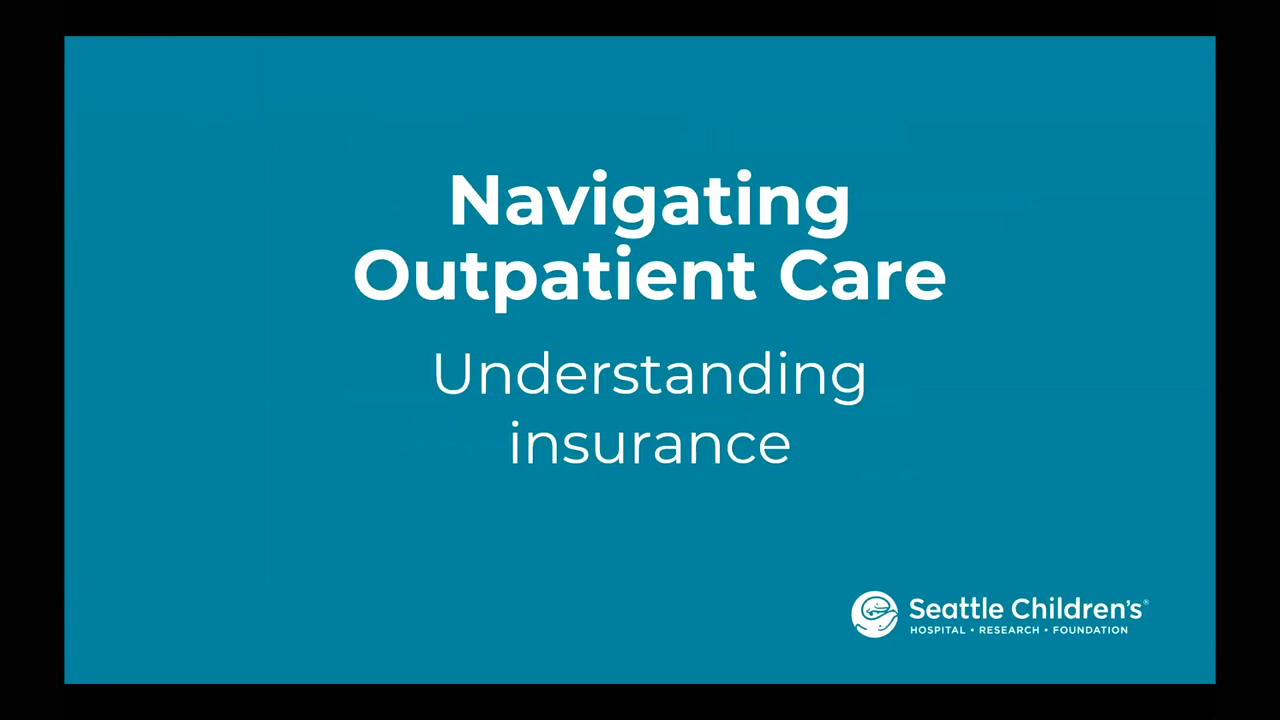 Navigating
Outpatient Care
Understanding
insurance
Seattle Children's®
HOSPITAL • RESEARCH • FOUNDATION